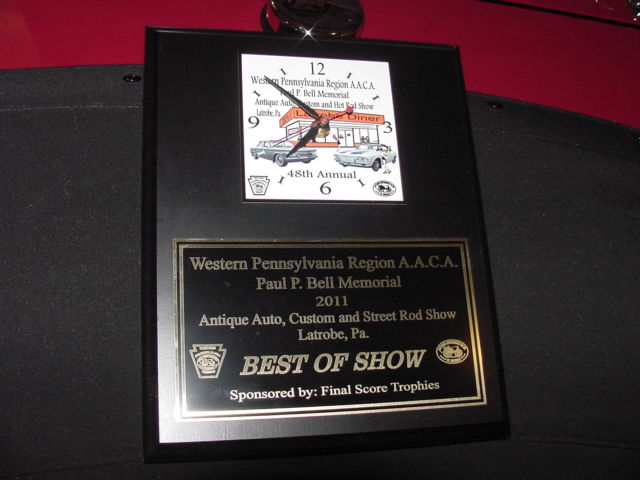 12
Western Pennsylvania Region A.A.C.A.
Paul P. Bell Memorial
Antique Auto, Custom and Hot Rod Show
Latrobe, Pa.
Latrobe Diner
9
3
48th Annual
6
Western Pennsylvania Region A.A.C.A.
Paul P. Bell Memorial
2011
Antique Auto, Custom and Street Rod Show
Latrobe, Pa.
BEST OF SHOW
Sponsored by: Final Score Trophies